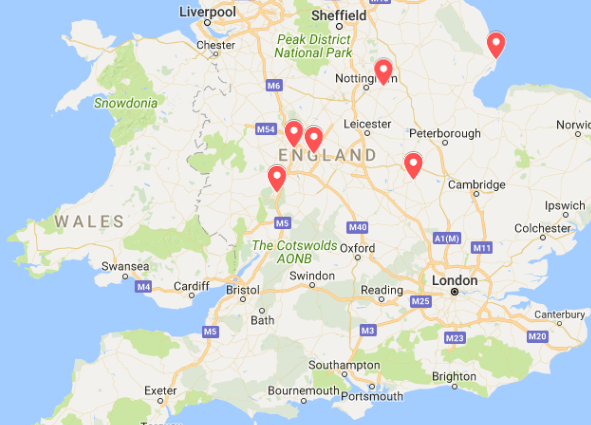 Liverpool
Sheffield
Chester
Peak District
National Park
M6
Nottingham
Snowdonia
M54
Leicester
Peterborough
Norwi
ENGLAND
Cambridge
Ipswich
WALES
M5
M40
Colchester
A1(M)
M11
The Cotswolds
AONB
Oxford
Swansea
Swindon
London
M4
Cardiff
Bristol
Reading
M25
Bath
Canterbury
M5
M3
M23
M20
Southampton
Exeter
Bournemouth
Portsmouth
Brighton